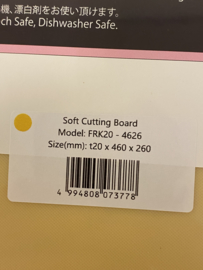 機、漂白剤をお使い頂けます。
ech Safe, Dishwasher Safe.
Soft Cutting Board
Model: FRK20 - 4626
Size(mm): t20 x 460 x 260
4 994808 073778